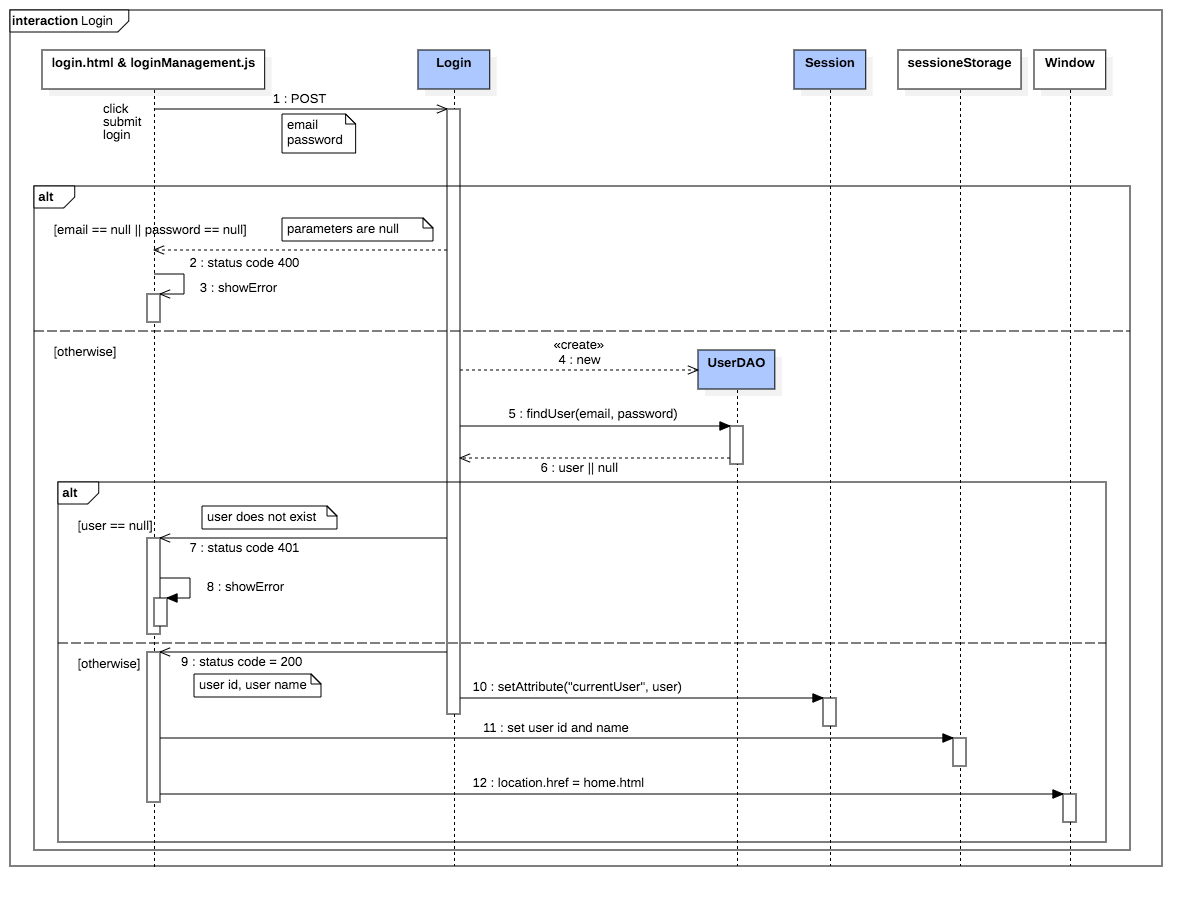 interaction Login
login.html & loginManagement.js
Login
Session
sessioneStorage
Window
1 : POST
click
submit
login
email
password
alt
[email == null || password == null]
parameters are null
2 : status code 400
3 : showError
[otherwise]
«create»
4 : new
UserDAO
5 : findUser(email, password)
6 : user || null
alt
user does not exist
[user == null]
7 : status code 401
8 : showError
[otherwise]
9 : status code = 200
user id, user name
10 : setAttribute("currentUser", user)
11 : set user id and name
12 : location.href = home.html